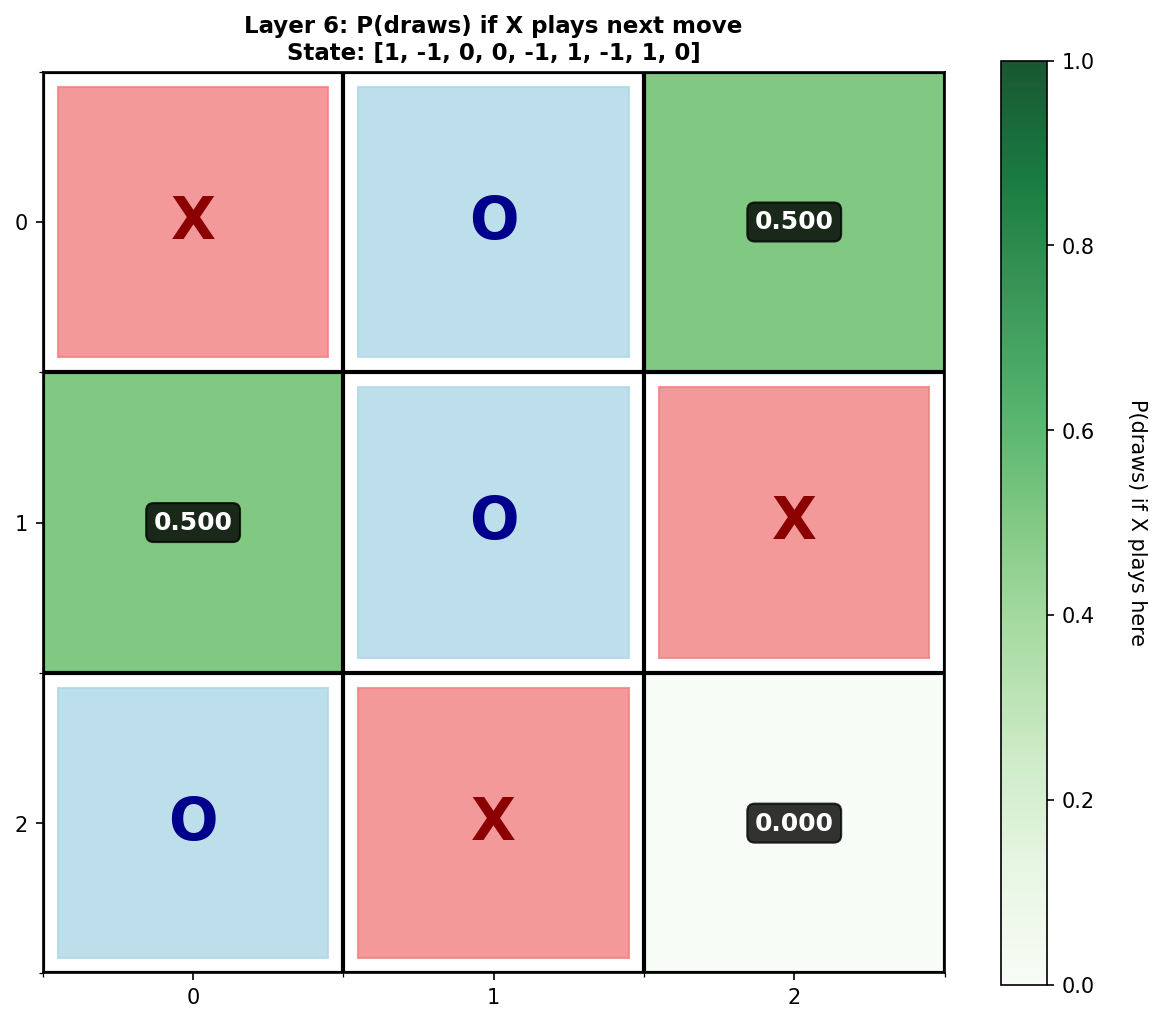 Layer 6: P(draws) if X plays next move
State: [1, -1, 0, 0, -1, 1, -1, 1, 0]
X
O
0.500
0.500
O
X
O
X
0.000
0
1
2
0
1
2
1.0
0.8
0.6
0.4
0.2
0.0
P(draws) if X plays here